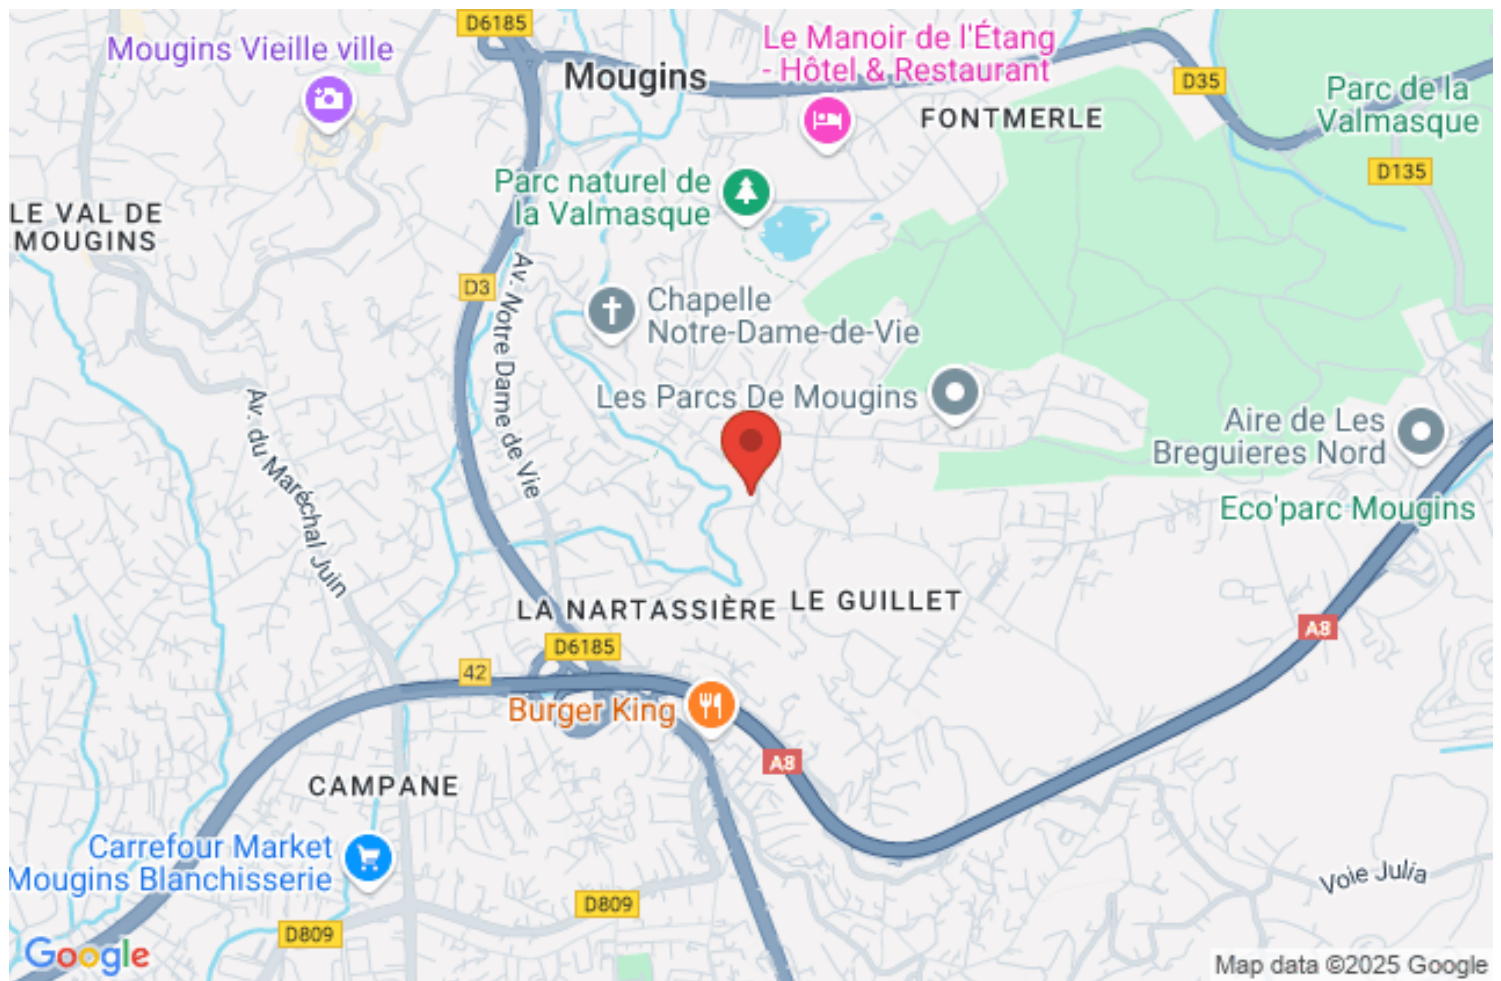 D6185
Mougins Vieille ville
Le Manoir de l'Étang
- Hôtel & Restaurant
Mougins
D35
Parc de la
Valmasque
FONTMERLE
D135
Parc naturel de
la Valmasque
LE VAL DE
MOUGINS
D3
Av. Notre Dame de Vie
Chapelle
Notre-Dame-de-Vie
Les Parcs De Mougins
Av. du Maréchal Juin
Aire de Les
Breguieres Nord
Eco'parc Mougins
LA NARTASSIÈRE
LE GUILLET
A8
D6185
42
Burger King
A8
CAMPANE
Carrefour Market
Mougins Blanchisserie
Voie Julia
D809
D809
Google
Map data ©2025 Google